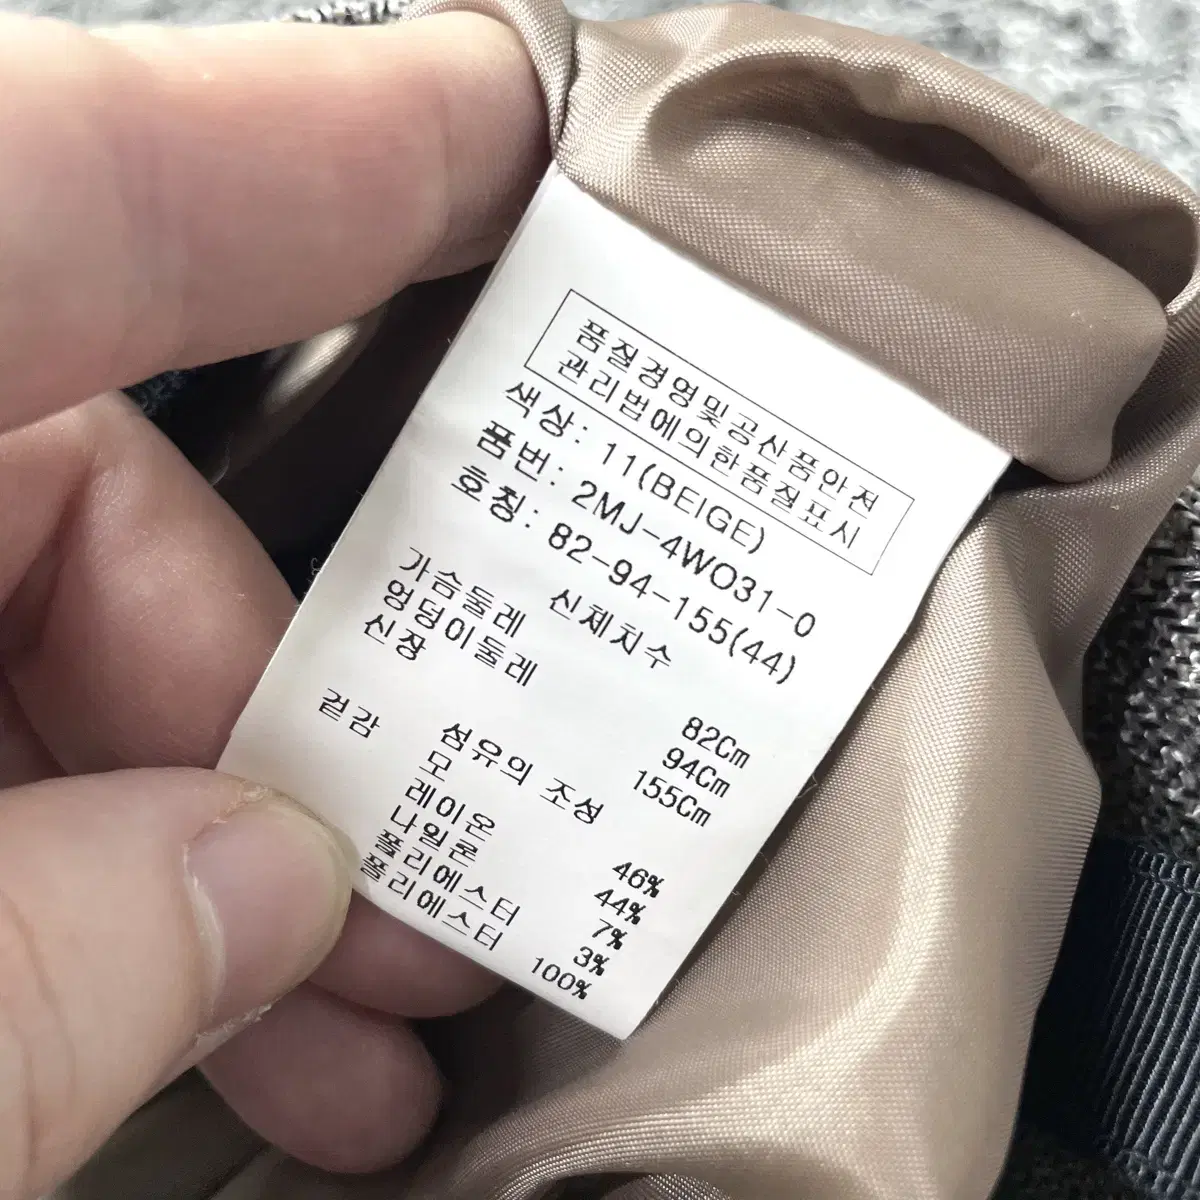 품질경영및공산품안전
관리법에의한품질표시
색상: 11(BEIGE)
품번: 2MJ-4WO31-0
호칭: 82-94-155(44)
신체치수
가슴둘레 82Cm
엉덩이둘레 94Cm
신장 155Cm
섬유의 조성
겉감 모 46%
레이온 44%
나일론 7%
폴리에스터 3%
폴리에스터 100%